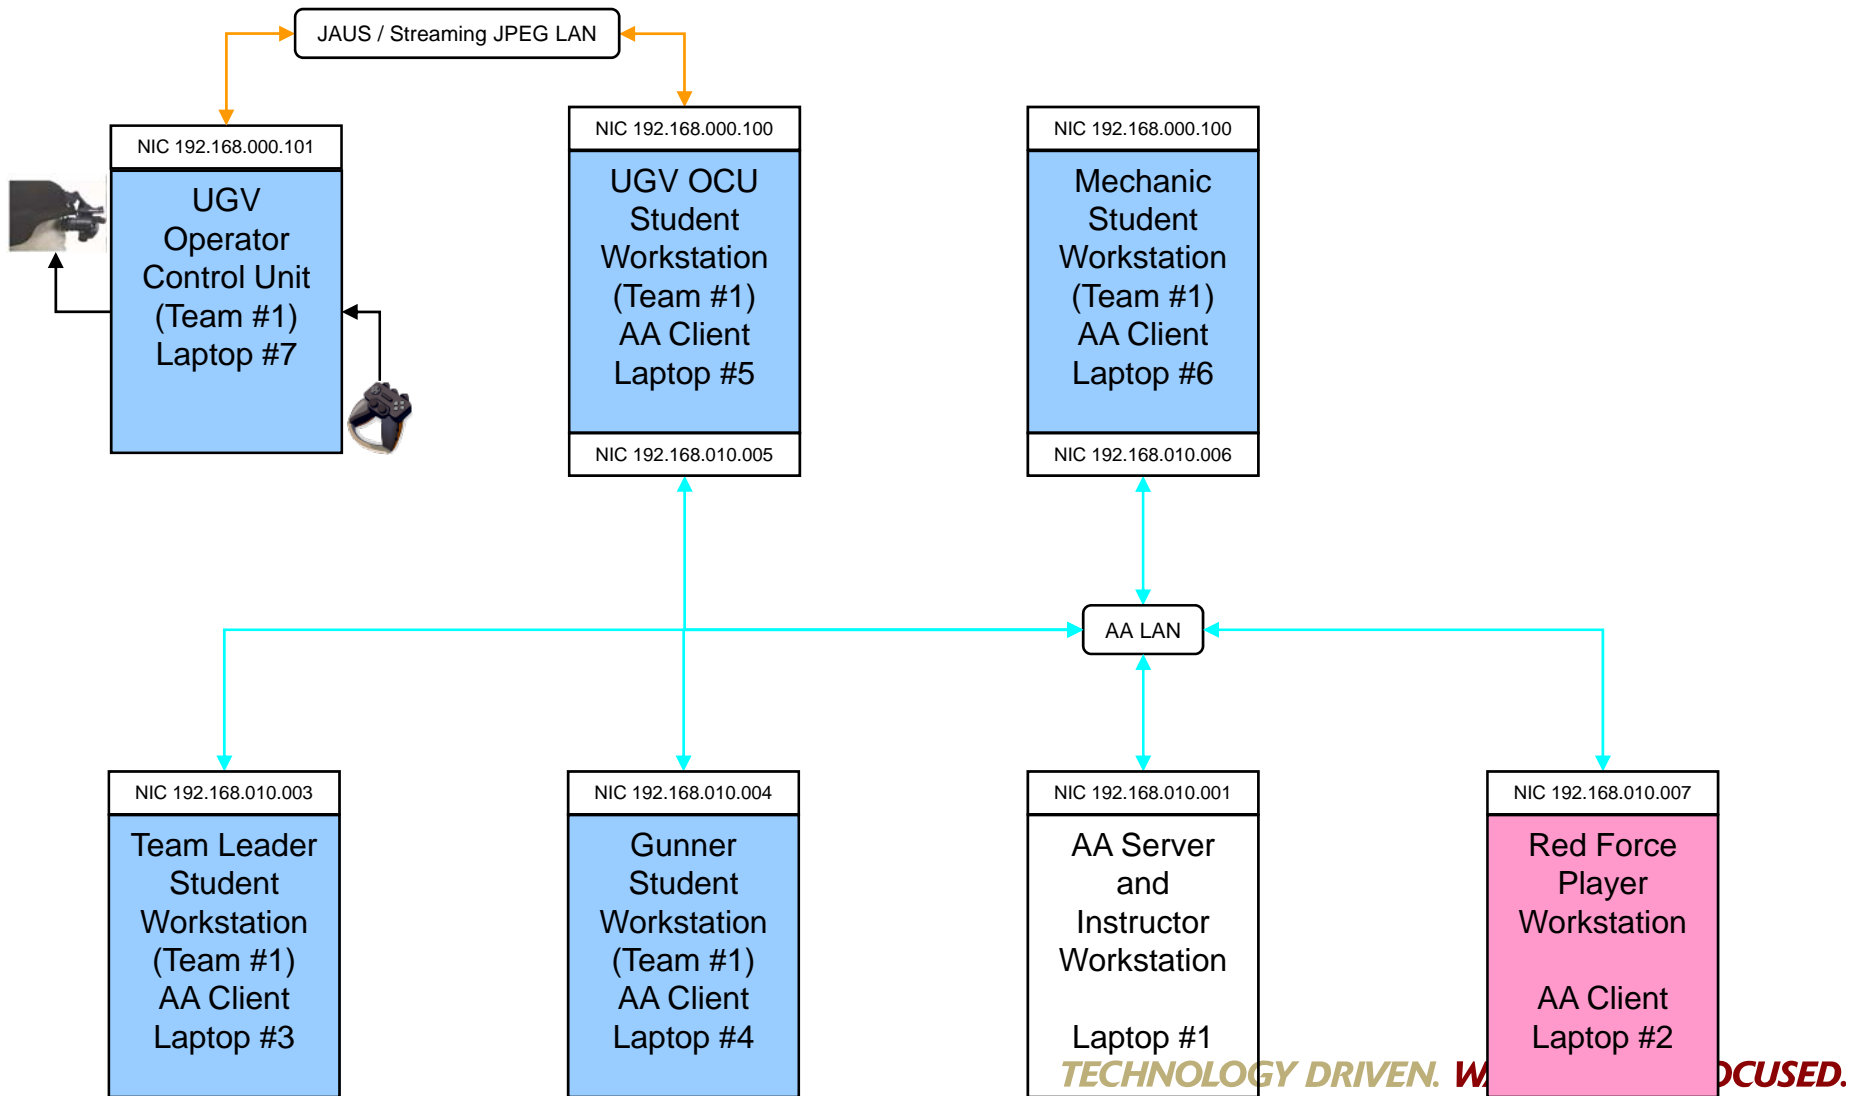 JAUS / Streaming JPEG LAN
NIC 192.168.000.101
UGV
Operator
Control Unit
(Team #1)
Laptop #7
NIC 192.168.000.100
UGV OCU
Student
Workstation
(Team #1)
AA Client
Laptop #5
NIC 192.168.010.005
NIC 192.168.000.100
Mechanic
Student
Workstation
(Team #1)
AA Client
Laptop #6
NIC 192.168.010.006
AA LAN
NIC 192.168.010.003
Team Leader
Student
Workstation
(Team #1)
AA Client
Laptop #3
NIC 192.168.010.004
Gunner
Student
Workstation
(Team #1)
AA Client
Laptop #4
NIC 192.168.010.001
AA Server
and
Instructor
Workstation
Laptop #1
NIC 192.168.010.007
Red Force
Player
Workstation
AA Client
Laptop #2
TECHNOLOGY DRIVEN.